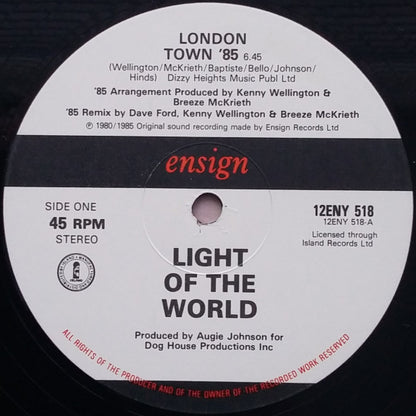 LONDON
TOWN '85 6.45
(Wellington/McKrieth/Baptiste/Bello/Johnson/
Hinds) Dizzy Heights Music Publ Ltd
'85 Arrangement Produced by Kenny Wellington &
Breeze McKrieth
'85 Remix by Dave Ford, Kenny Wellington & Breeze McKrieth
℗ 1980/1985 Original sound recording made by Ensign Records Ltd
ensign
SIDE ONE
45 RPM
STEREO
12ENY 518
12ENY 518-A
Licensed through
Island Records Ltd
LIGHT
OF THE
WORLD
Produced by Augie Johnson for
Dog House Productions Inc
ALL RIGHTS OF THE PRODUCER AND OF THE OWNER OF THE RECORDED WORK RESERVED